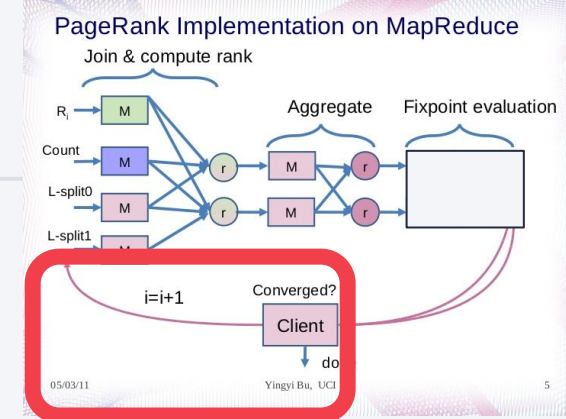 PageRank Implementation on MapReduce
Join & compute rank
Aggregate
Fixpoint evaluation
Ri
M
Count
M
r
M
r
L-split0
M
r
M
r
L-split1
i=i+1
Converged?
Client
05/03/11
Yingyi Bu, UCI
5